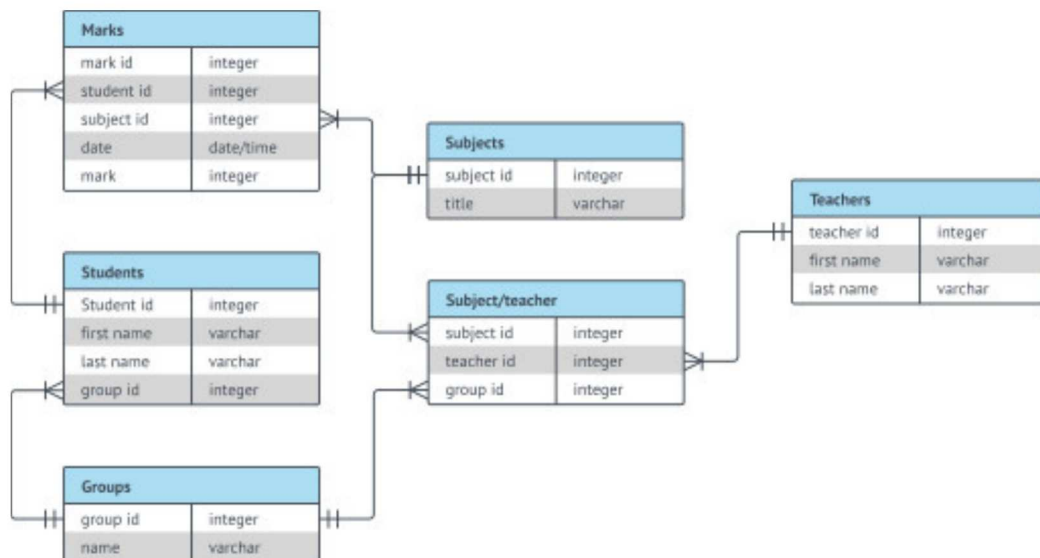 Marks
mark id integer
student id integer
subject id integer
date date/time
mark integer
Subjects
subject id integer
title varchar
Teachers
teacher id integer
first name varchar
last name varchar
Students
Student id integer
first name varchar
last name varchar
group id integer
Subject/teacher
subject id integer
teacher id integer
group id integer
Groups
group id integer
name varchar